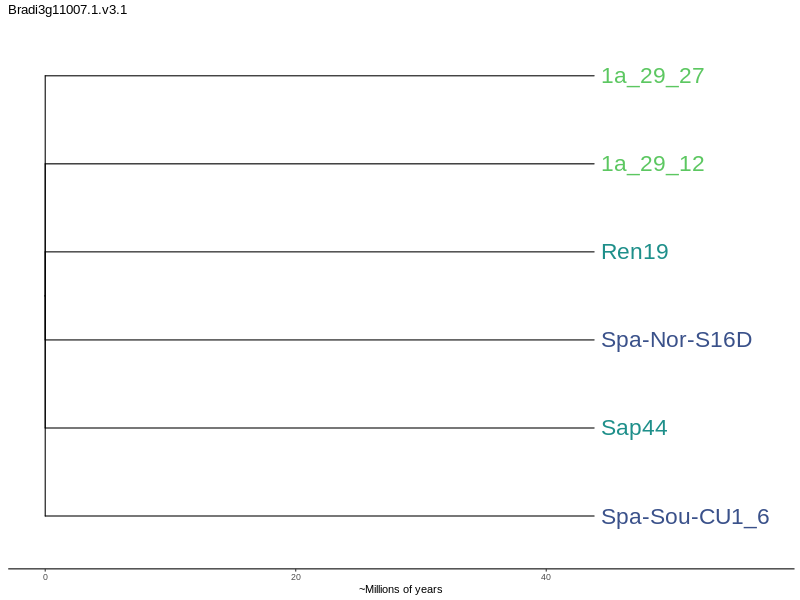 Bradi3g11007.1.v3.1
1a_29_27
1a_29_12
Ren19
Spa-Nor-S16D
Sap44
Spa-Sou-CU1_6
0 20 40
~Millions of years